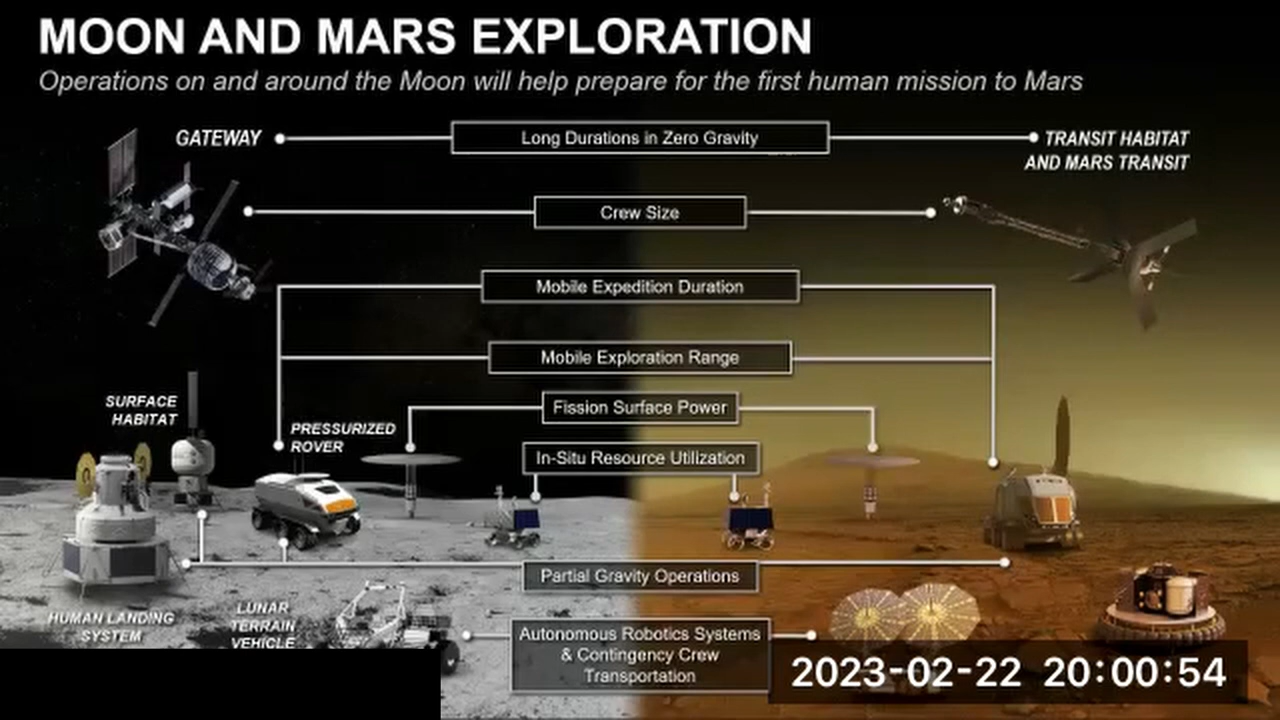 MOON AND MARS EXPLORATION
Operations on and around the Moon will help prepare for the first human mission to Mars
GATEWAY
Long Durations in Zero Gravity
TRANSIT HABITAT
AND MARS TRANSIT
Crew Size
Mobile Expedition Duration
Mobile Exploration Range
SURFACE
HABITAT
Fission Surface Power
PRESSURIZED
ROVER
In-Situ Resource Utilization
Partial Gravity Operations
HUMAN LANDING
SYSTEM
LUNAR
TERRAIN
VEHICLE
Autonomous Robotics Systems
& Contingency Crew
Transportation
2023-02-22 20:00:54